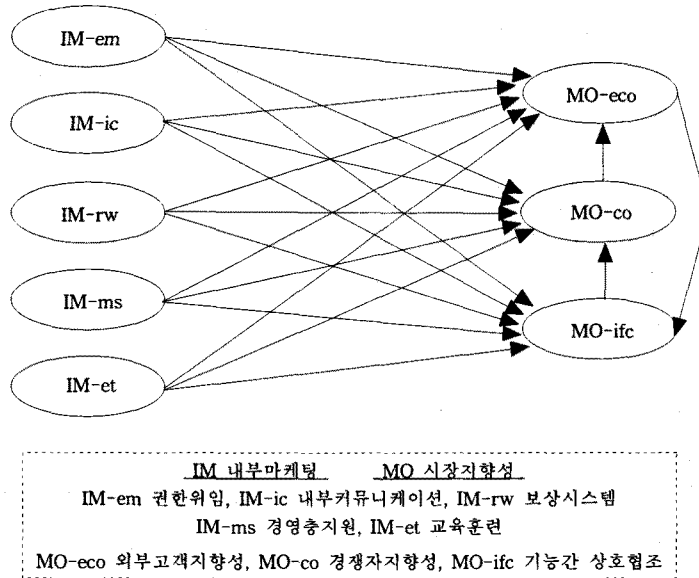 IM-em
IM-ic
IM-rw
IM-ms
IM-et
MO-eco
MO-co
MO-ifc
IM 내부마케팅 MO 시장지향성
IM-em 권한위임, IM-ic 내부커뮤니케이션, IM-rw 보상시스템
IM-ms 경영층지원, IM-et 교육훈련
MO-eco 외부고객지향성, MO-co 경쟁자지향성, MO-ifc 기능간 상호협조